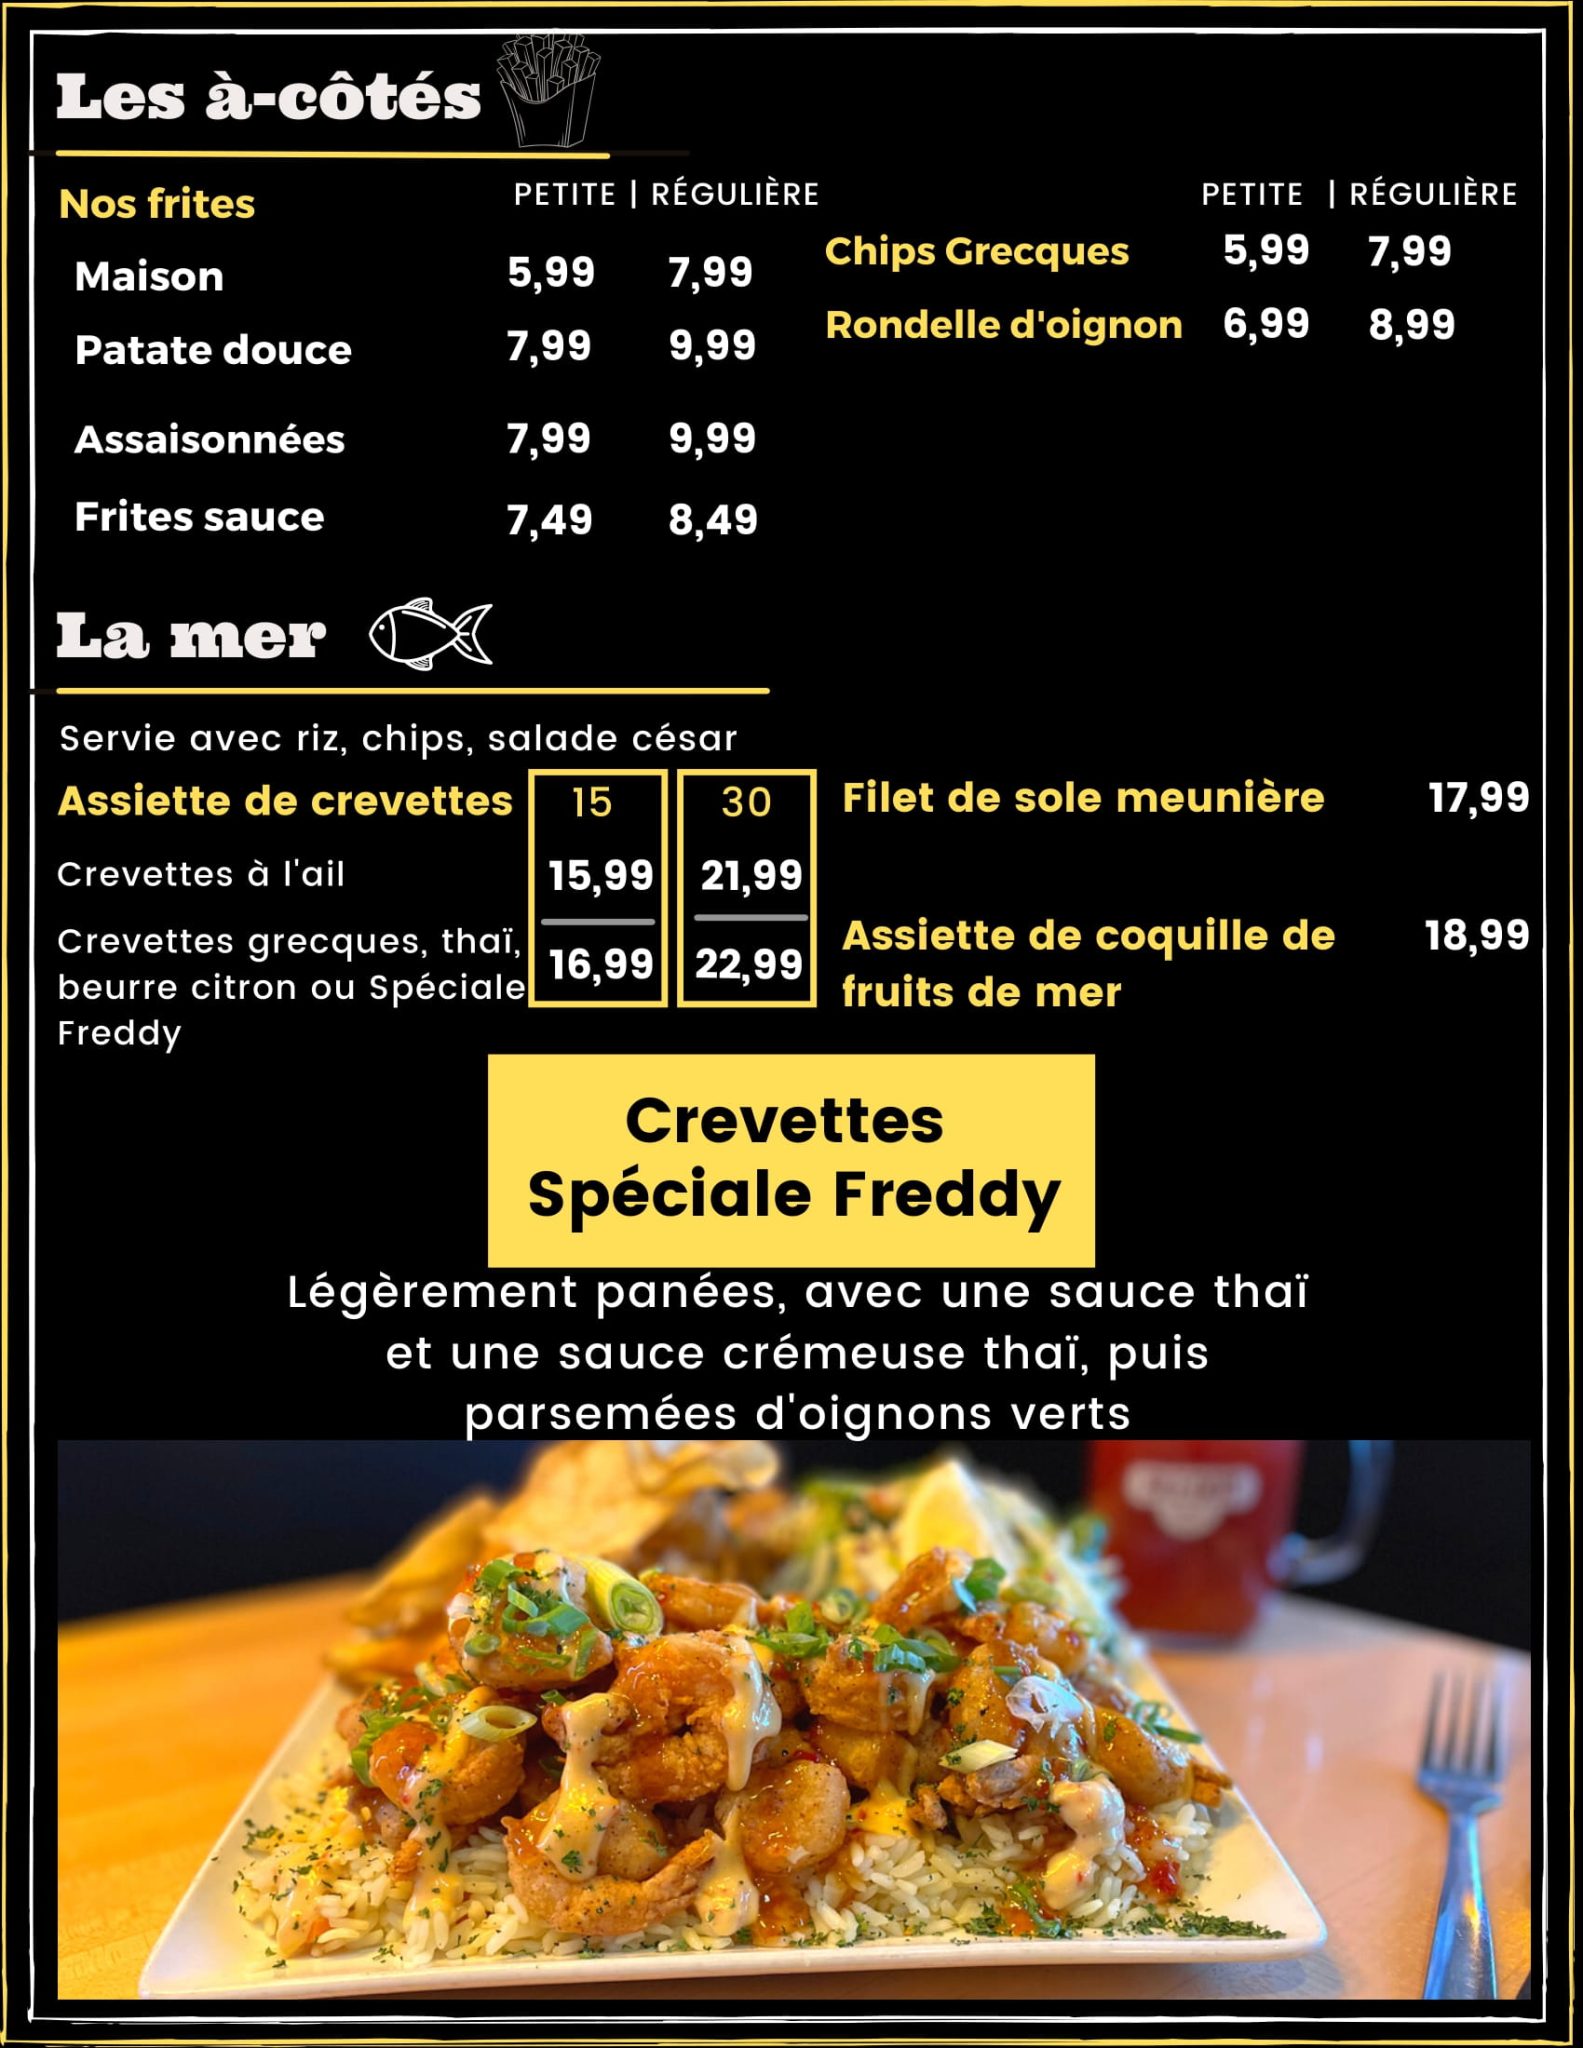 Les à-côtés
Nos frites PETITE | RÉGULIÈRE
Maison 5,99 7,99
Patate douce 7,99 9,99
Assaisonnées 7,99 9,99
Frites sauce 7,49 8,49
PETITE | RÉGULIÈRE
Chips Grecques 5,99 7,99
Rondelle d'oignon 6,99 8,99
La mer
Servie avec riz, chips, salade césar
Assiette de crevettes 15 30
Crevettes à l'ail 15,99 21,99
Crevettes grecques, thaï,
beurre citron ou Spéciale 16,99 22,99
Freddy
Filet de sole meunière 17,99
Assiette de coquille de 18,99
fruits de mer
Crevettes
Spéciale Freddy
Légèrement panées, avec une sauce thaï
et une sauce crémeuse thaï, puis
parsemées d'oignons verts